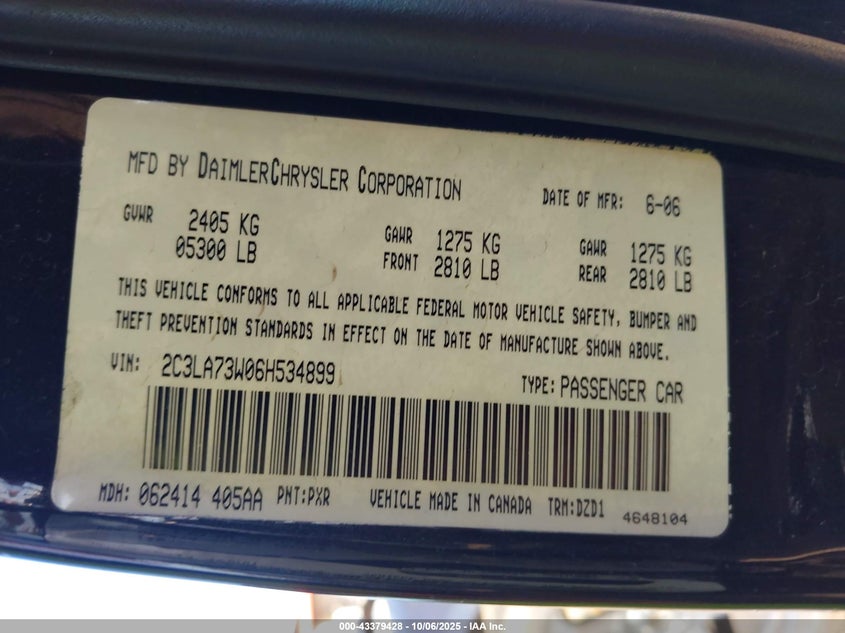 MFD BY DAIMLERCHRYSLER CORPORATION DATE OF MFR: 6-06
GVWR 2405 KG GAWR 1275 KG GAWR 1275 KG
05300 LB FRONT 2810 LB REAR 2810 LB
THIS VEHICLE CONFORMS TO ALL APPLICABLE FEDERAL MOTOR VEHICLE SAFETY, BUMPER AND
THEFT PREVENTION STANDARDS IN EFFECT ON THE DATE OF MANUFACTURE SHOWN ABOVE.
VIN: 2C3LA73W06H534899 TYPE: PASSENGER CAR
MDH: 062414 405AA PNT:PXR VEHICLE MADE IN CANADA TRM:DZD1
4648104
000-43379428 - 10/06/2025 - IAA Inc.